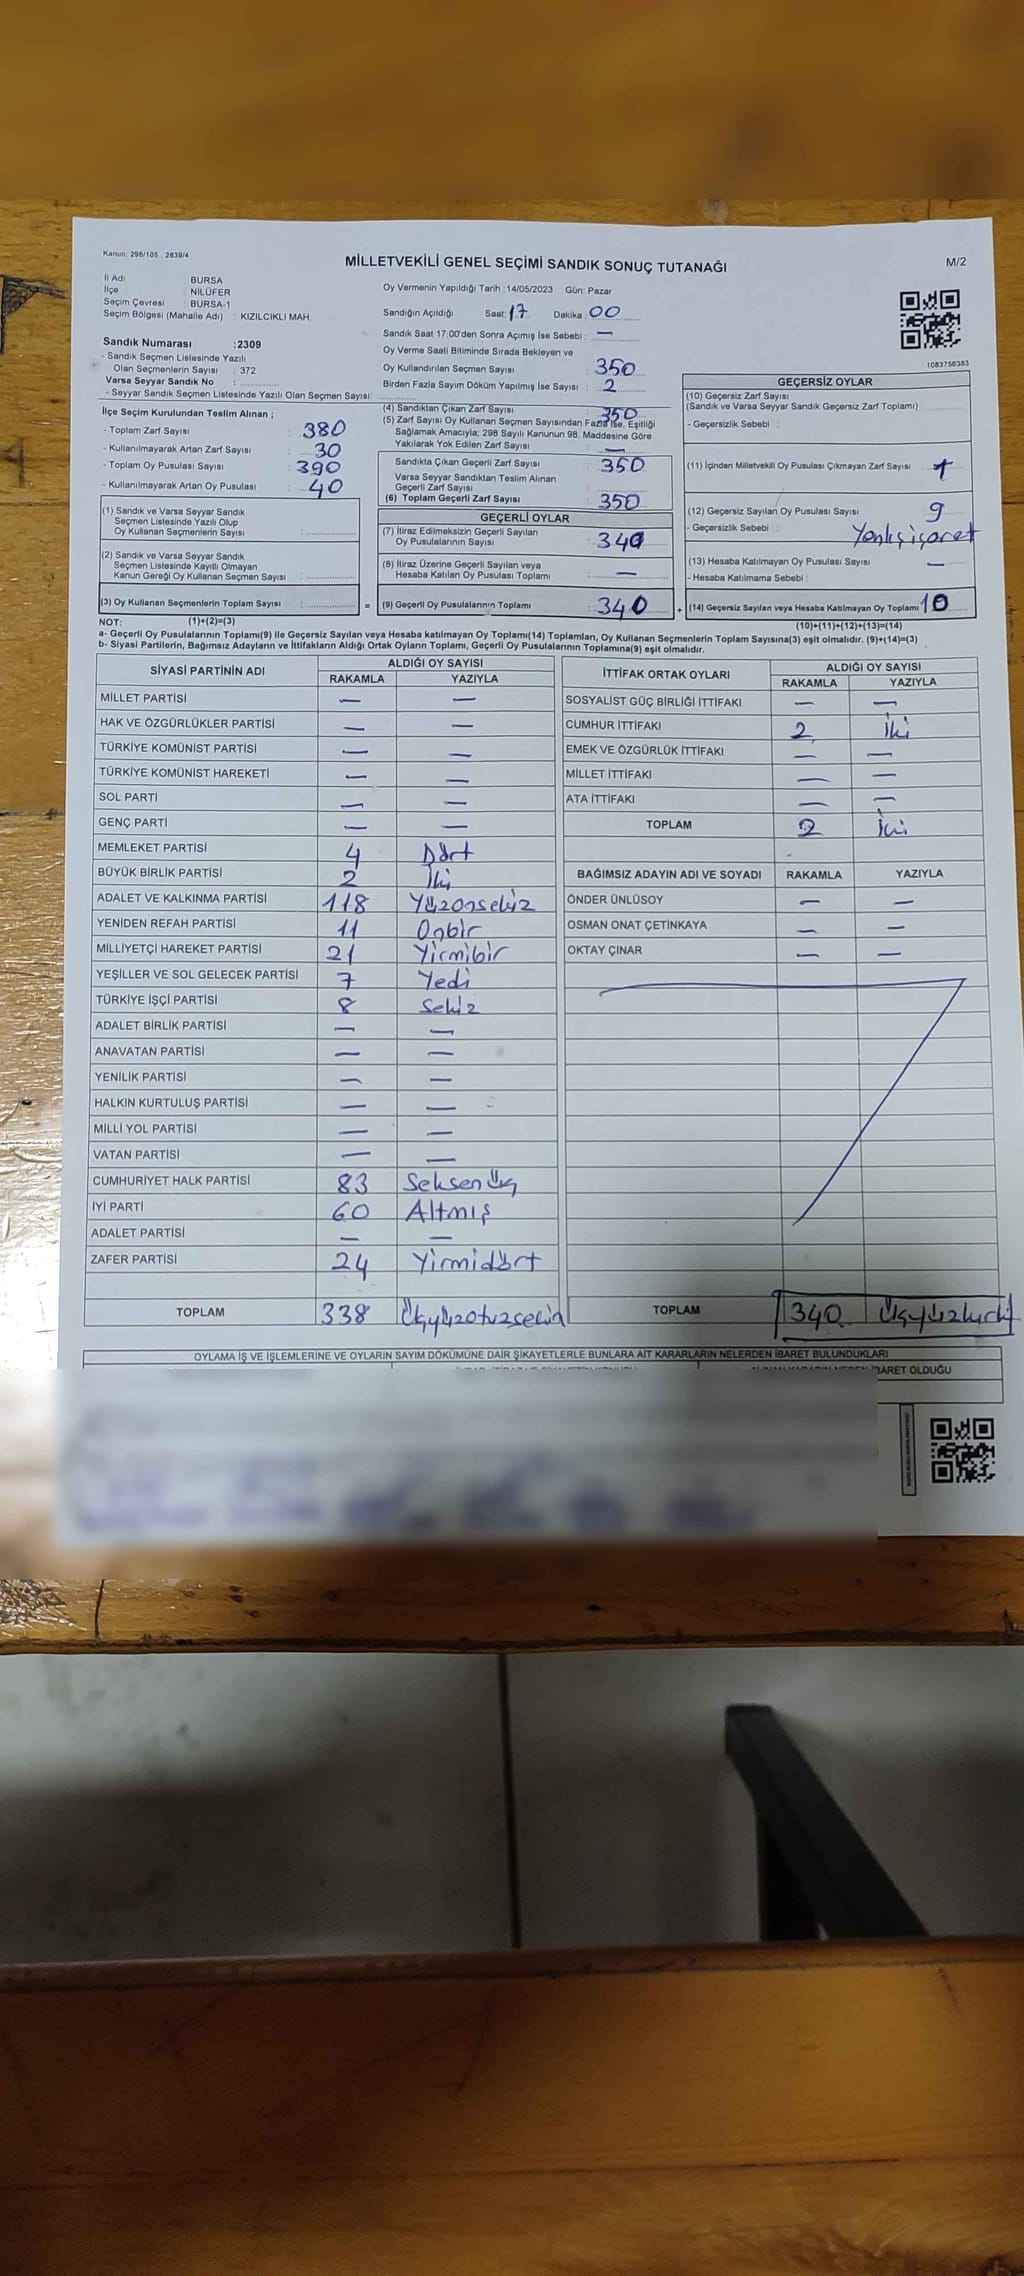 Kanun: 298/105 , 2839/4
MİLLETVEKİLİ GENEL SEÇİMİ SANDIK SONUÇ TUTANAĞI
M/2
İl Adı : BURSA
İlçe : NİLÜFER
Seçim Çevresi : BURSA-1
Seçim Bölgesi (Mahalle Adı) : KIZILCIKLI MAH.
Sandık Numarası :2309
- Sandık Seçmen Listesinde Yazılı
Olan Seçmenlerin Sayısı : 372
Varsa Seyyar Sandık No :
- Seyyar Sandık Seçmen Listesinde Yazılı Olan Seçmen Sayısı:
İlçe Seçim Kurulundan Teslim Alınan ;
- Toplam Zarf Sayısı : 380
- Kullanılmayarak Artan Zarf Sayısı : 30
- Toplam Oy Pusulası Sayısı : 390
- Kullanılmayarak Artan Oy Pusulası : 40
(1) Sandık ve Varsa Seyyar Sandık
Seçmen Listesinde Yazılı Olup
Oy Kullanan Seçmenlerin Sayısı :
(2) Sandık ve Varsa Seyyar Sandık
Seçmen Listesinde Kayıtlı Olmayan
Kanun Gereği Oy Kullanan Seçmen Sayısı :
(3) Oy Kullanan Seçmenlerin Toplam Sayısı : =
(1)+(2)=(3)
Oy Vermenin Yapıldığı Tarih :14/05/2023 Gün: Pazar
Sandığın Açıldığı Saat: 17 Dakika : 00
Sandık Saat 17:00'den Sonra Açımış İse Sebebi : —
Oy Verme Saati Bitiminde Sırada Bekleyen ve
Oy Kullandırılan Seçmen Sayısı : 350
Birden Fazla Sayım Döküm Yapılmış İse Sayısı : 2
(4) Sandıktan Çıkan Zarf Sayısı : 350
(5) Zarf Sayısı Oy Kullanan Seçmen Sayısından Fazla İse, Eşitliği
Sağlamak Amacıyla; 298 Sayılı Kanunun 98. Maddesine Göre
Yakılarak Yok Edilen Zarf Sayısı : —
Sandıkta Çıkan Geçerli Zarf Sayısı : 350
Varsa Seyyar Sandıktan Teslim Alınan
Geçerli Zarf Sayısı :
(6) Toplam Geçerli Zarf Sayısı : 350
GEÇERLİ OYLAR
(7) İtiraz Edilmeksizin Geçerli Sayılan
Oy Pusulalarının Sayısı : 340
(8) İtiraz Üzerine Geçerli Sayılan veya
Hesaba Katılan Oy Pusulası Toplamı : —
(9) Geçerli Oy Pusulalarının Toplamı : 340 +
1083756383
GEÇERSİZ OYLAR
(10) Geçersiz Zarf Sayısı
(Sandık ve Varsa Seyyar Sandık Geçersiz Zarf Toplamı) :
- Geçersizlik Sebebi :
(11) İçinden Milletvekili Oy Pusulası Çıkmayan Zarf Sayısı : 1
(12) Geçersiz Sayılan Oy Pusulası Sayısı : 9
- Geçersizlik Sebebi : Yanlış işaret
(13) Hesaba Katılmayan Oy Pusulası Sayısı : —
- Hesaba Katılmama Sebebi :
(14) Geçersiz Sayılan veya Hesaba Katılmayan Oy Toplamı 10
(10)+(11)+(12)+(13)=(14)
NOT:
a- Geçerli Oy Pusulalarının Toplamı(9) ile Geçersiz Sayılan veya Hesaba katılmayan Oy Toplamı(14) Toplamları, Oy Kullanan Seçmenlerin Toplam Sayısına(3) eşit olmalıdır. (9)+(14)=(3)
b- Siyasi Partilerin, Bağımsız Adayların ve İttifakların Aldığı Ortak Oyların Toplamı, Geçerli Oy Pusulalarının Toplamına(9) eşit olmalıdır.
SİYASİ PARTİNİN ADI ALDIĞI OY SAYISI
RAKAMLA YAZIYLA
MİLLET PARTİSİ — —
HAK VE ÖZGÜRLÜKLER PARTİSİ — —
TÜRKİYE KOMÜNİST PARTİSİ — —
TÜRKİYE KOMÜNİST HAREKETİ — —
SOL PARTİ — —
GENÇ PARTİ — —
MEMLEKET PARTİSİ 4 Dört
BÜYÜK BİRLİK PARTİSİ 2 İki
ADALET VE KALKINMA PARTİSİ 118 Yüzonsekiz
YENİDEN REFAH PARTİSİ 11 Onbir
MİLLİYETÇİ HAREKET PARTİSİ 21 Yirmibir
YEŞİLLER VE SOL GELECEK PARTİSİ 7 Yedi
TÜRKİYE İŞÇİ PARTİSİ 8 Sekiz
ADALET BİRLİK PARTİSİ — —
ANAVATAN PARTİSİ — —
YENİLİK PARTİSİ — —
HALKIN KURTULUŞ PARTİSİ — —
MİLLİ YOL PARTİSİ — —
VATAN PARTİSİ — —
CUMHURİYET HALK PARTİSİ 83 Seksenüç
İYİ PARTİ 60 Altmış
ADALET PARTİSİ — —
ZAFER PARTİSİ 24 Yirmidört
TOPLAM 338 Üçyüzotuzsekiz
İTTİFAK ORTAK OYLARI ALDIĞI OY SAYISI
RAKAMLA YAZIYLA
SOSYALİST GÜÇ BİRLİĞİ İTTİFAKI — —
CUMHUR İTTİFAKI 2 İki
EMEK VE ÖZGÜRLÜK İTTİFAKI — —
MİLLET İTTİFAKI — —
ATA İTTİFAKI — —
TOPLAM 2 İki
BAĞIMSIZ ADAYIN ADI VE SOYADI RAKAMLA YAZIYLA
ÖNDER ÜNLÜSOY — —
OSMAN ONAT ÇETİNKAYA — —
OKTAY ÇINAR — —
TOPLAM 340 Üçyüzkırk
OYLAMA İŞ VE İŞLEMLERİNE VE OYLARIN SAYIM DÖKÜMÜNE DAİR ŞİKAYETLERLE BUNLARA AİT KARARLARIN NELERDEN İBARET BULUNDUKLARI
İBARET OLDUĞU